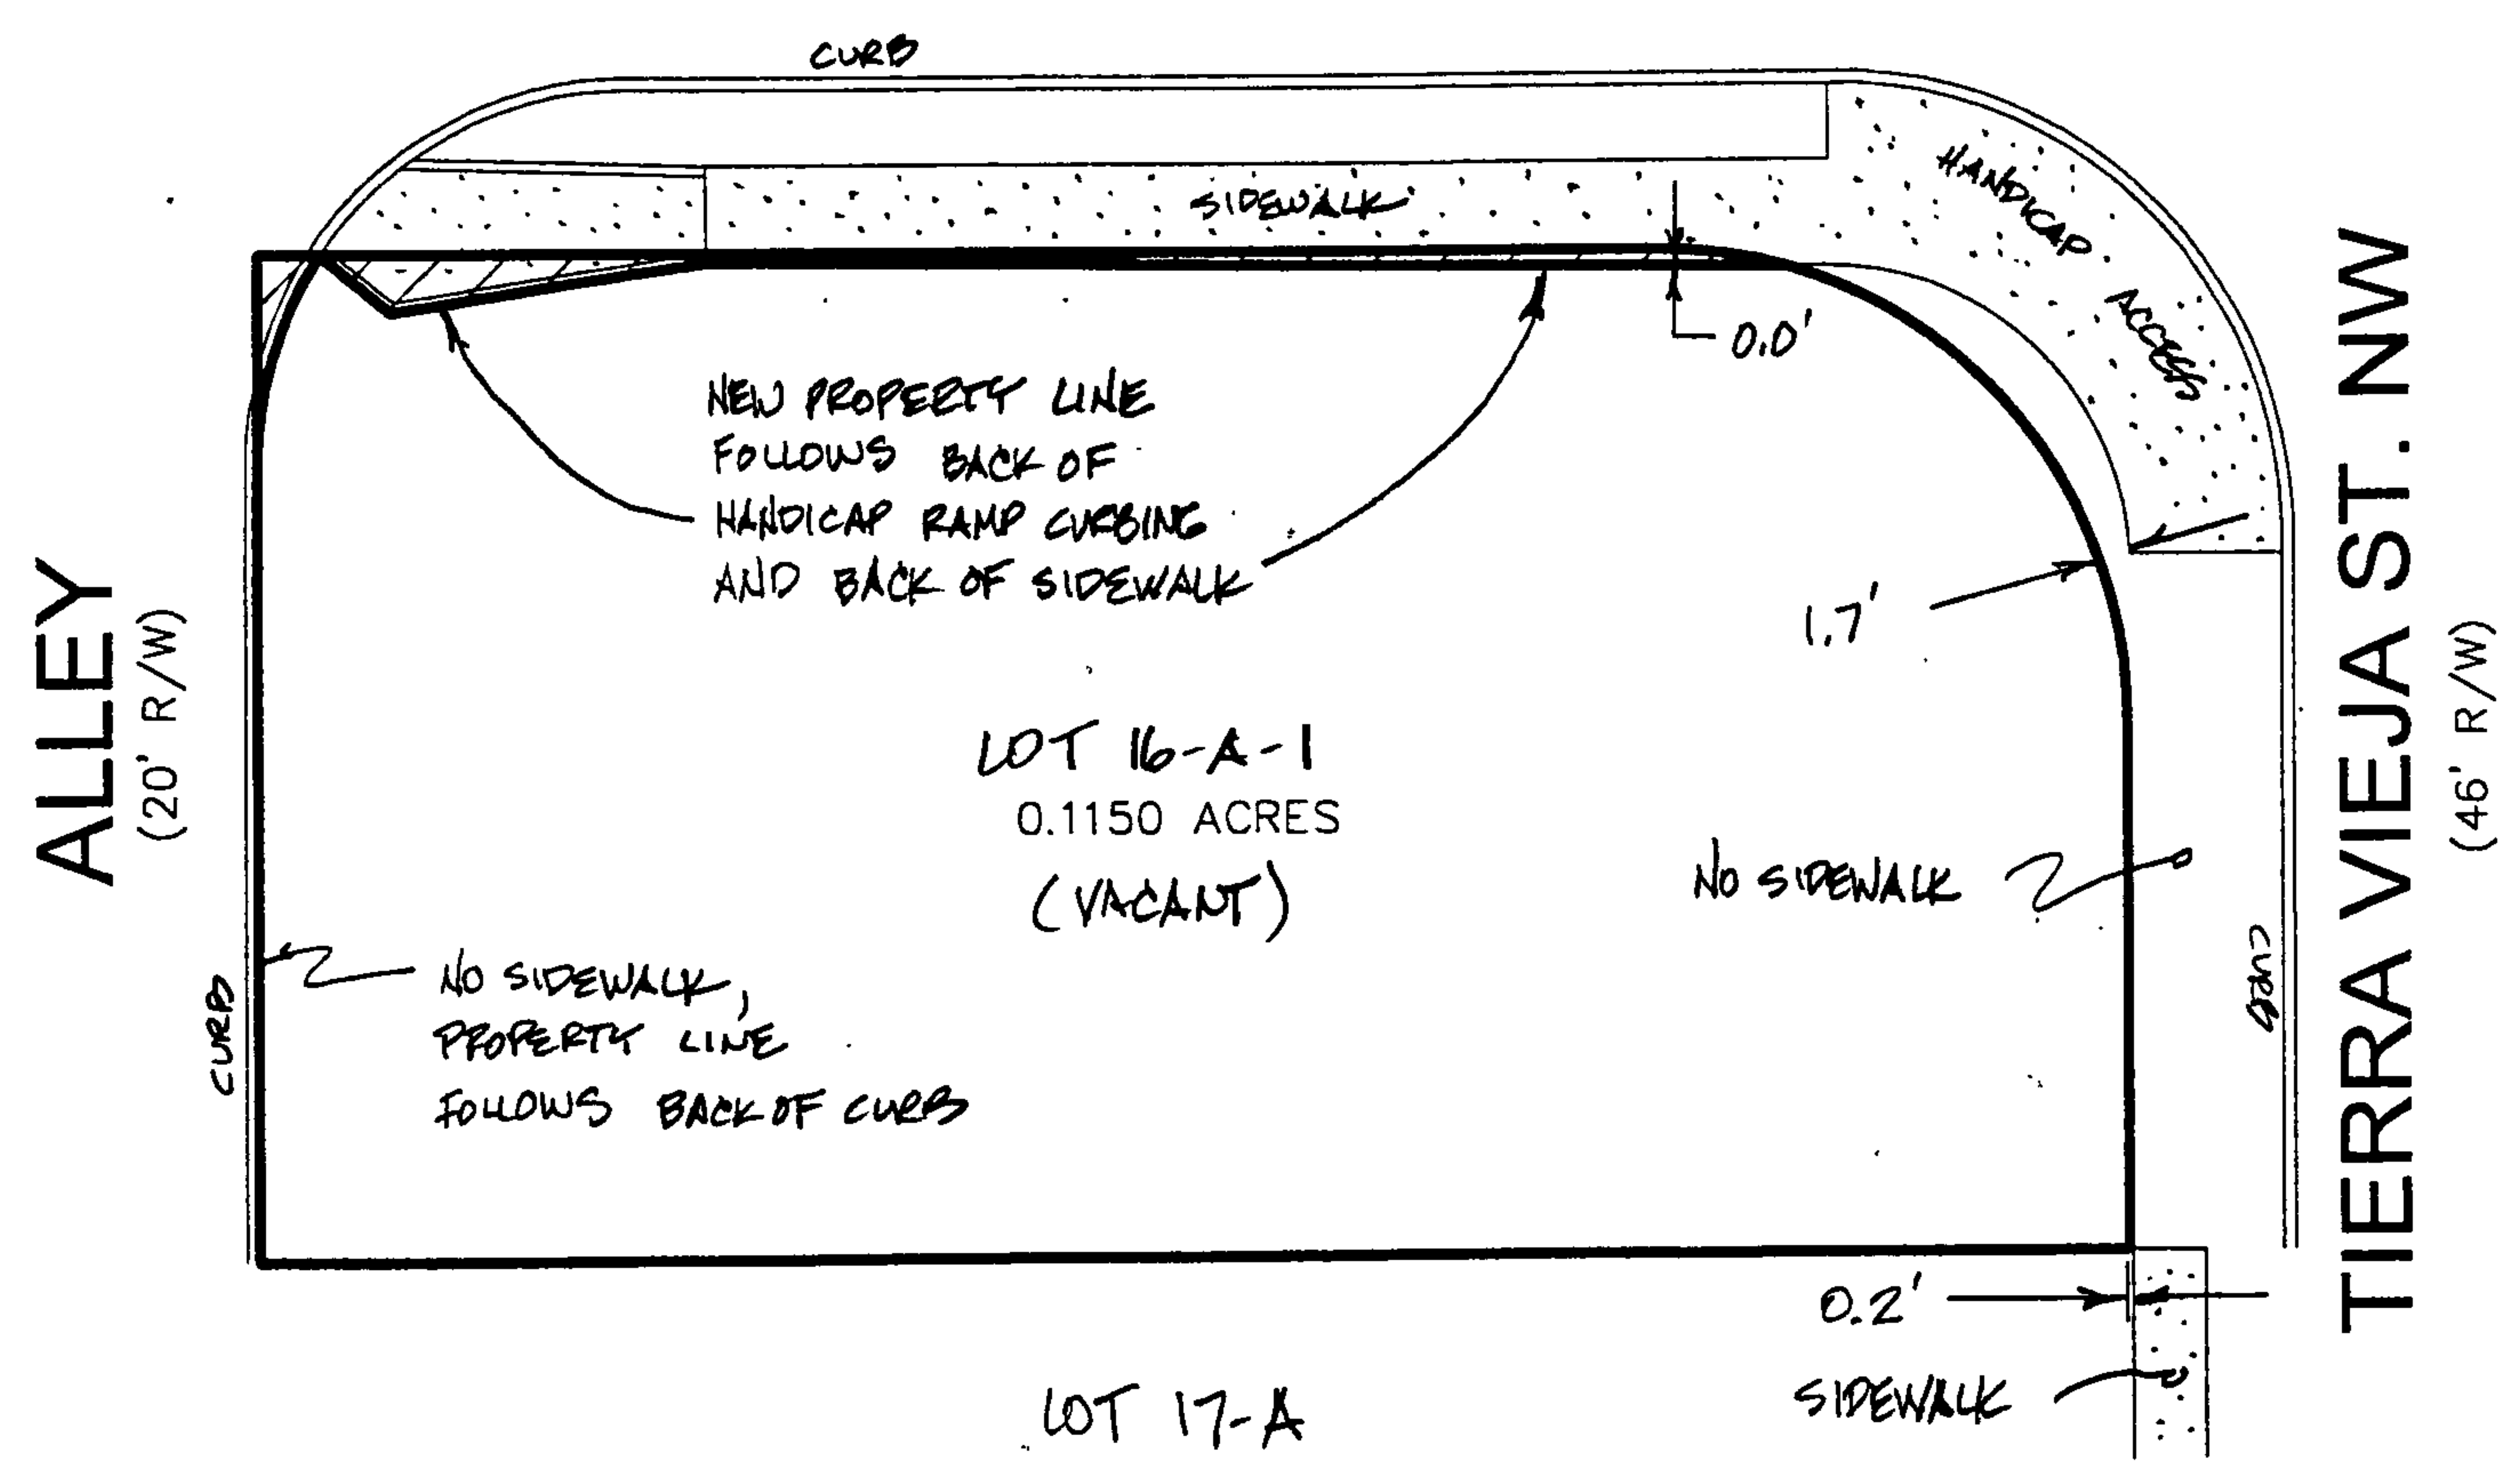 CURB
SIDEWALK
HANDICAP
ACCESS
0.0'
NEW PROPERTY LINE
FOLLOWS BACK OF
HANDICAP RAMP CURBING
AND BACK OF SIDEWALK
1.7'
ALLEY
(20' R/W)
TIERRA VIEJA ST. NW
(46' R/W)
LOT 16-A-1
0.1150 ACRES
(VACANT)
NO SIDEWALK
CURB
NO SIDEWALK,
PROPERTY LINE
FOLLOWS BACK OF CURB
CURB
0.2'
SIDEWALK
LOT 17-A